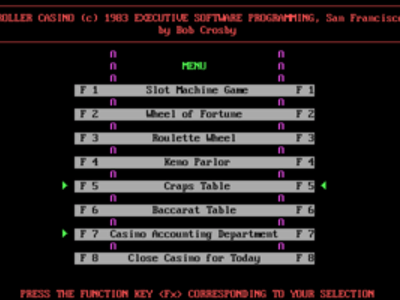 ROLLER CASINO (c) 1983 EXECUTIVE SOFTWARE PROGRAMMING, San Francisco
by Bob Crosby
MENU
F 1 Slot Machine Game F 1
F 2 Wheel of Fortune F 2
F 3 Roulette Wheel F 3
F 4 Keno Parlor F 4
F 5 Craps Table F 5
F 6 Baccarat Table F 6
F 7 Casino Accounting Department F 7
F 8 Close Casino for Today F 8
PRESS THE FUNCTION KEY <Fx> CORRESPONDING TO YOUR SELECTION